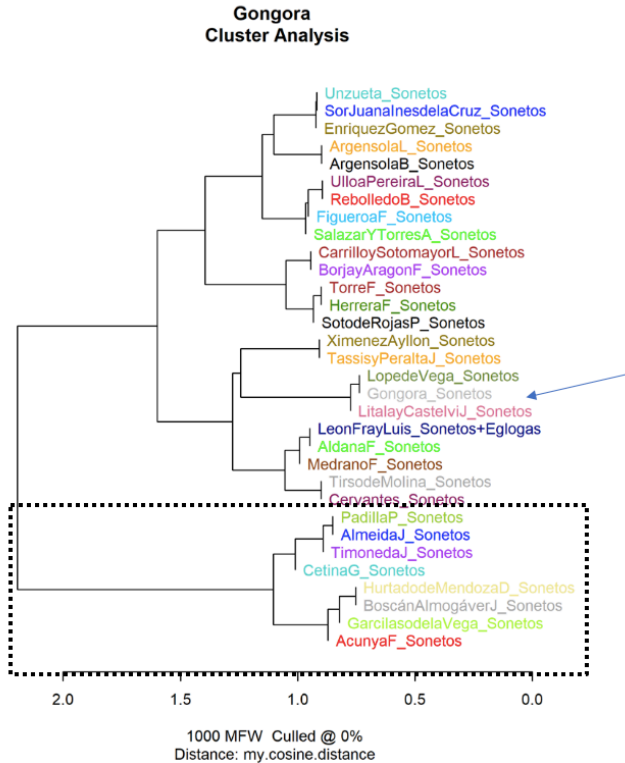 Gongora
Cluster Analysis
Unzueta_Sonetos
SorJuanaInesdelaCruz_Sonetos
EnriquezGomez_Sonetos
ArgensolaL_Sonetos
ArgensolaB_Sonetos
UlloaPereiraL_Sonetos
RebolledoB_Sonetos
FigueroaF_Sonetos
SalazarYTorresA_Sonetos
CarrilloySotomayorL_Sonetos
BorjayAragonF_Sonetos
TorreF_Sonetos
HerreraF_Sonetos
SotodeRojasP_Sonetos
XimenezAyllon_Sonetos
TassisyPeraltaJ_Sonetos
LopedeVega_Sonetos
Gongora_Sonetos
LitalayCastelviJ_Sonetos
LeonFrayLuis_Sonetos+Eglogas
AldanaF_Sonetos
MedranoF_Sonetos
TirsodeMolina_Sonetos
Cervantes_Sonetos
PadillaP_Sonetos
AlmeidaJ_Sonetos
TimonedaJ_Sonetos
CetinaG_Sonetos
HurtadodeMendozaD_Sonetos
BoscánAlmogáverJ_Sonetos
GarcilasodelaVega_Sonetos
AcunyaF_Sonetos
2.0 1.5 1.0 0.5 0.0
1000 MFW Culled @ 0%
Distance: my.cosine.distance